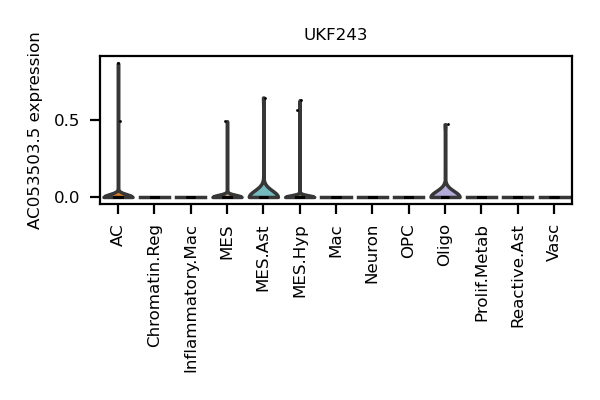 UKF243
AC053503.5 expression
0.5
0.0
AC
Chromatin.Reg
Inflammatory.Mac
MES
MES.Ast
MES.Hyp
Mac
Neuron
OPC
Oligo
Prolif.Metab
Reactive.Ast
Vasc